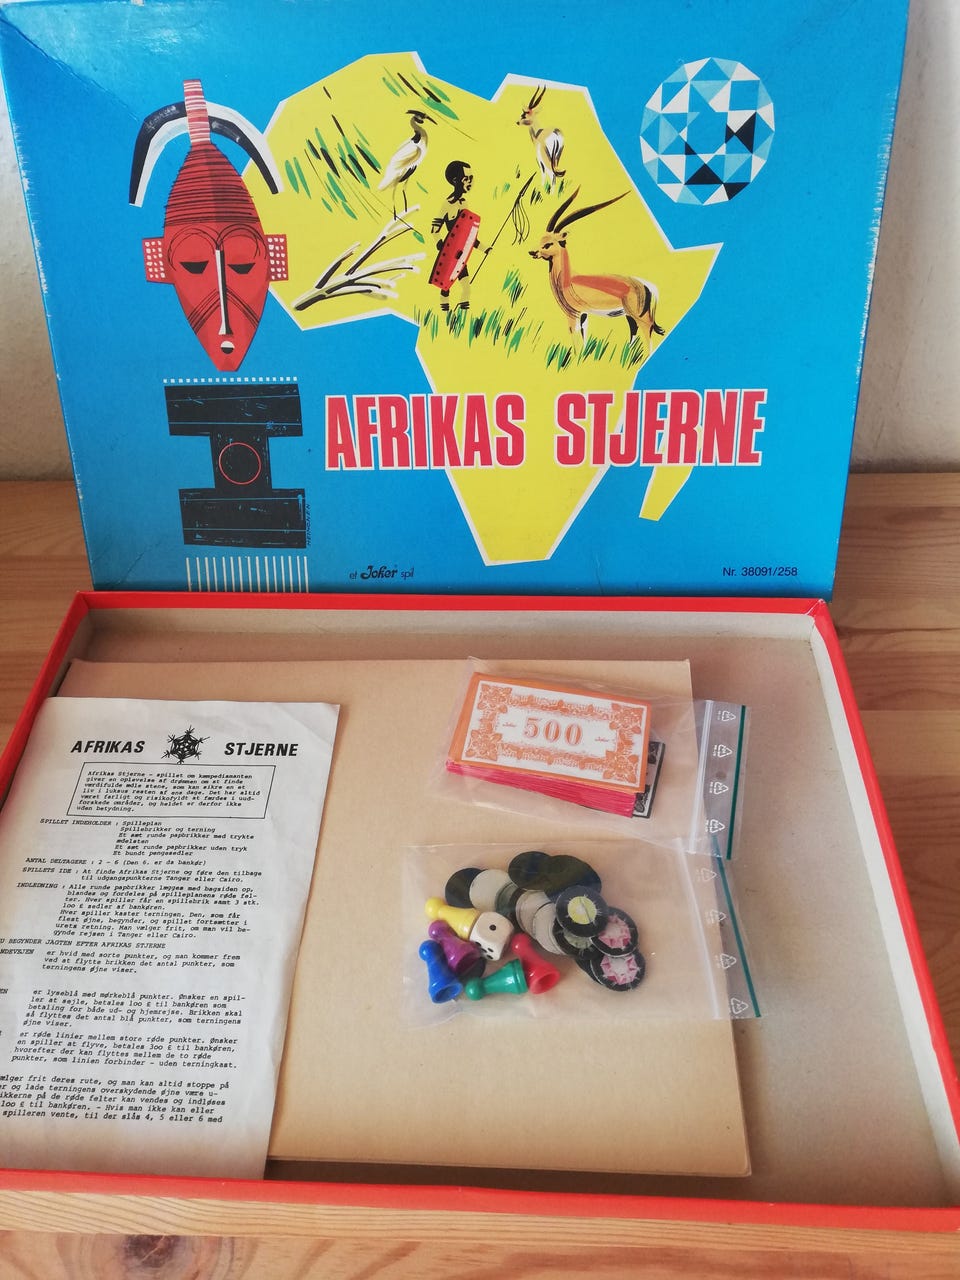 AFRIKAS STJERNE
HEINOLEN
et Joker spil
Nr. 38091/258
500
AFRIKAS STJERNE
Afrikas Stjerne - spillet om kæmpediamanten
giver en oplevelse af drømmen om at finde
værdifulde ædle stene, som kan sikre en et
liv i luksus resten af ens dage. Det har altid
været farligt og risikofyldt at færdes i uud-
forskede områder, og heldet er derfor ikke
uden betydning.
SPILLET INDEHOLDER : Spilleplan
Spillebrikker og terning
Et sæt runde papbrikker med trykte
ædelsten
Et sæt runde papbrikker uden tryk
Et bundt pengesedler
ANTAL DELTAGERE : 2 - 6 (Den 6. er da bankør)
SPILLETS IDE : At finde Afrikas Stjerne og føre den tilbage
til udgangspunkterne Tanger eller Cairo.
INDLEDNING : Alle runde papbrikker lægges med bagsiden op,
blandes og fordeles på spilleplanens røde fel-
ter. Hver spiller får en spillebrik samt 3 stk.
100 £ sedler af bankøren.
Hver spiller kaster terningen. Den, som får
flest øjne, begynder, og spillet fortsætter i
urets retning. Man vælger frit, om man vil be-
gynde rejsen i Tanger eller Cairo.
U BEGYNDER JAGTEN EFTER AFRIKAS STJERNE
NDEVEJEN er hvid med sorte punkter, og man kommer frem
ved at flytte brikken det antal punkter, som
terningens øjne viser.
EN er lyseblå med mørkeblå punkter. Ønsker en spil-
ler at sejle, betales 100 £ til bankøren som
betaling for både ud- og hjemrejse. Brikken skal
så flyttes det antal blå punkter, som terningens
øjne viser.
er røde linier mellem store røde punkter. Ønsker
en spiller at flyve, betales 300 £ til bankøren,
hvorefter der kan flyttes mellem de to røde
punkter, som linien forbinder - uden terningkast.
ælger frit deres rute, og man kan altid stoppe på
er og lade terningens overskydende øjne være u-
ikkerne på de røde felter kan vendes og indløses
100 £ til bankøren. - Hvis man ikke kan eller
spilleren vente, til der slås 4, 5 eller 6 med